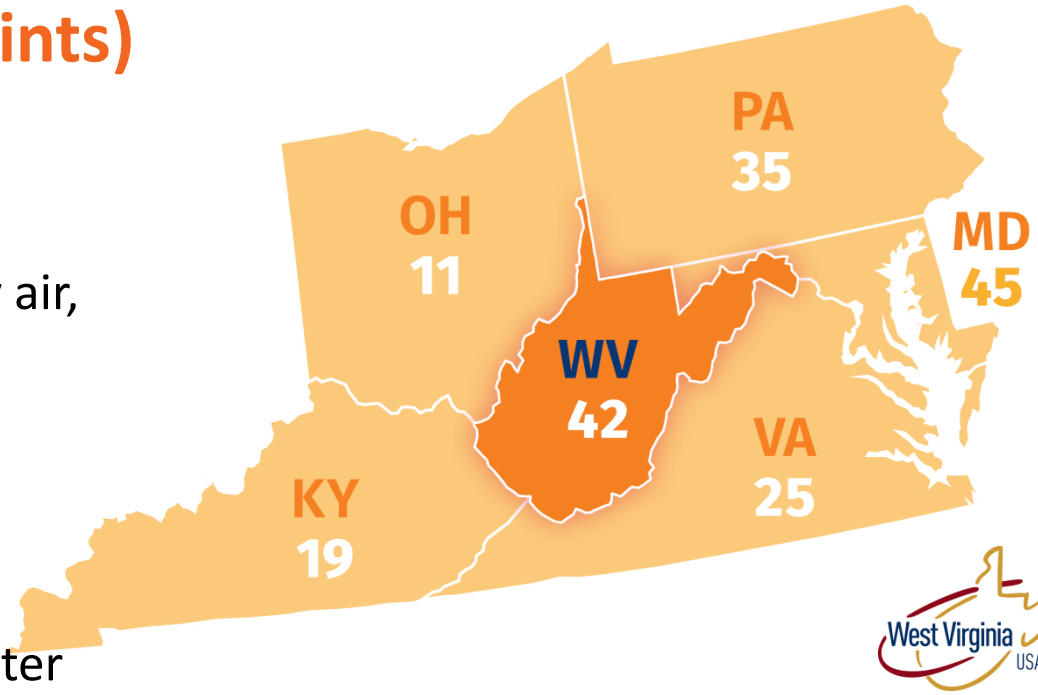 ints)
PA
35
OH
11
MD
45
air,
WV
42
VA
25
KY
19
West Virginia
USA
ter